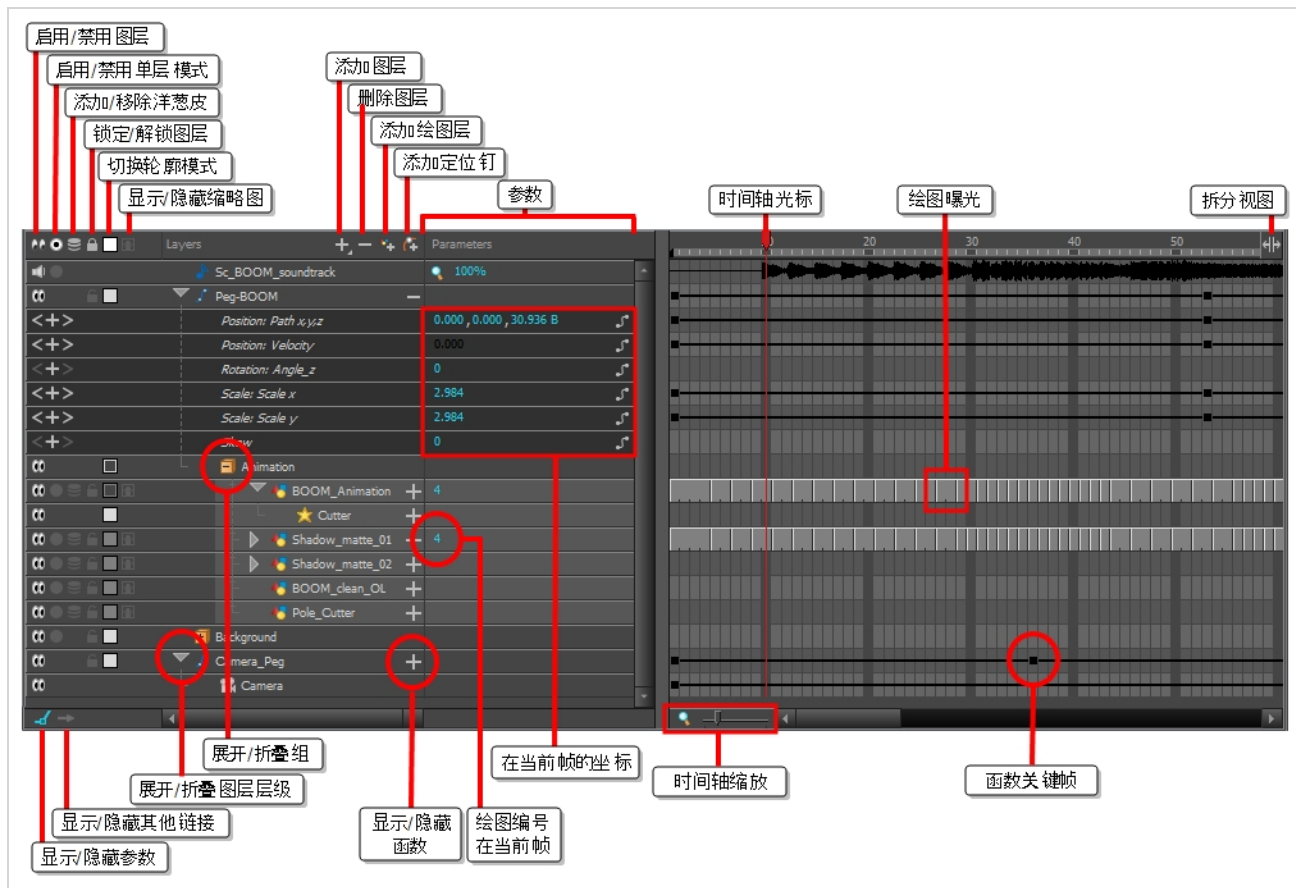 启用/禁用图层
启用/禁用单层模式
添加/移除洋葱皮
锁定/解锁图层
切换轮廓模式
显示/隐藏缩略图
添加图层
删除图层
添加绘图层
添加定位钉
参数
时间轴光标
绘图曝光
拆分视图
Layers
Parameters
20
30
40
50
Sc_BOOM_soundtrack
100%
Peg-BOOM
Position: Path x,y,z
0.000 , 0.000 , 30.936 B
Position: Velocity
0.000
Rotation: Angle_z
0
Scale: Scale x
2.984
Scale: Scale y
2.984
Skew
0
Animation
BOOM_Animation
4
Cutter
Shadow_matte_01
4
Shadow_matte_02
BOOM_clean_OL
Pole_Cutter
Background
Camera_Peg
Camera
展开/折叠组
展开/折叠图层层级
显示/隐藏其他链接
显示/隐藏参数
显示/隐藏
函数
绘图编号
在当前帧
在当前帧的坐标
时间轴缩放
函数关键帧